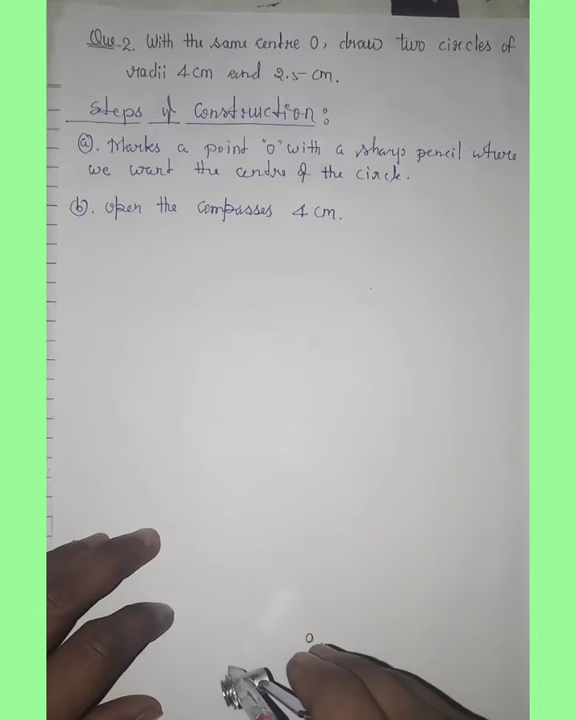 Que-2. With the same centre O, draw two circles of
radii 4 cm and 2.5 cm.
Steps of Construction:
(a). Marks a point "O" with a sharp pencil where
we want the centre of the circle.
(b). Open the compasses 4 cm.
O